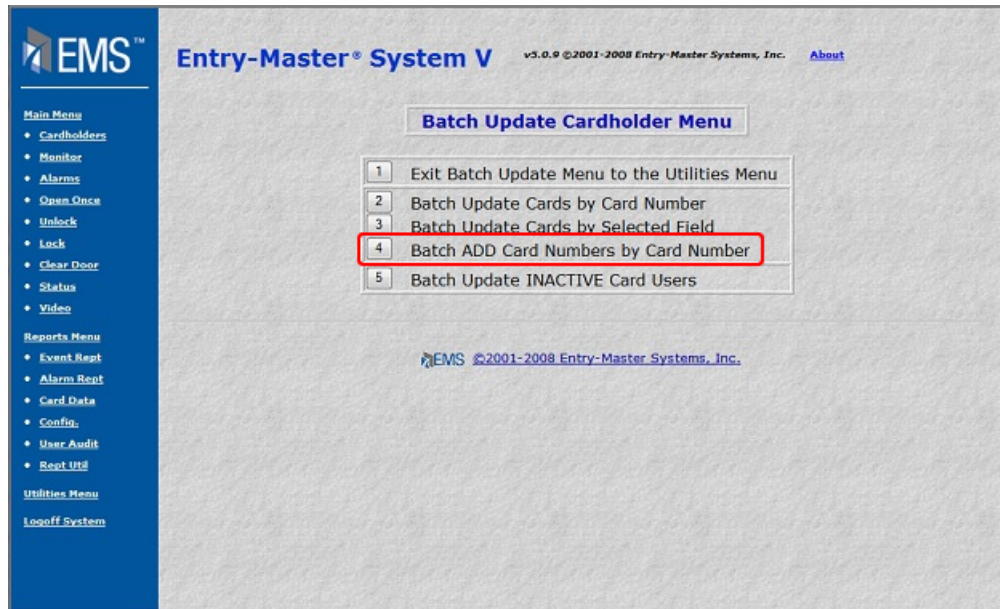 EMS™
Entry-Master® System V v5.0.9 ©2001-2008 Entry-Master Systems, Inc. About
Main Menu
Cardholders
Monitor
Alarms
Open Once
Unlock
Lock
Clear Door
Status
Video
Reports Menu
Event Rept
Alarm Rept
Card Data
Config.
User Audit
Rept Util
Utilities Menu
Logoff System
Batch Update Cardholder Menu
1 Exit Batch Update Menu to the Utilities Menu
2 Batch Update Cards by Card Number
3 Batch Update Cards by Selected Field
4 Batch ADD Card Numbers by Card Number
5 Batch Update INACTIVE Card Users
EMS ©2001-2008 Entry-Master Systems, Inc.